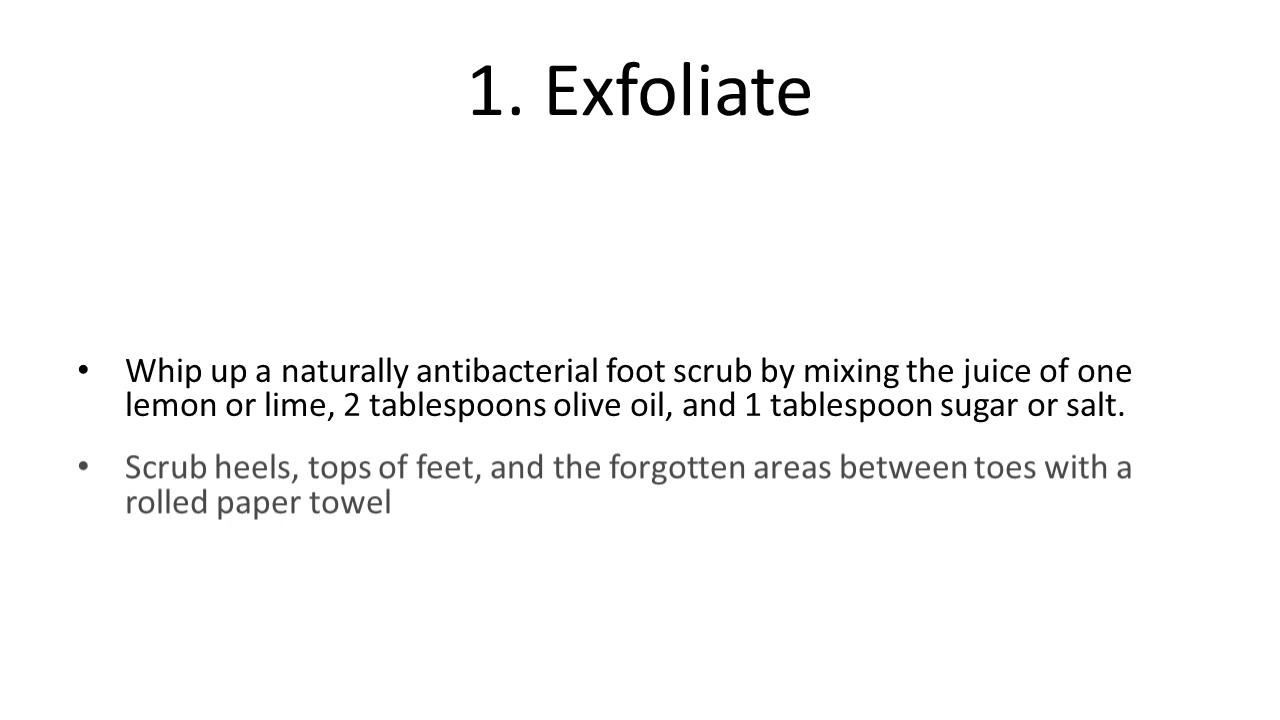 1. Exfoliate
• Whip up a naturally antibacterial foot scrub by mixing the juice of one
lemon or lime, 2 tablespoons olive oil, and 1 tablespoon sugar or salt.
• Scrub heels, tops of feet, and the forgotten areas between toes with a
rolled paper towel